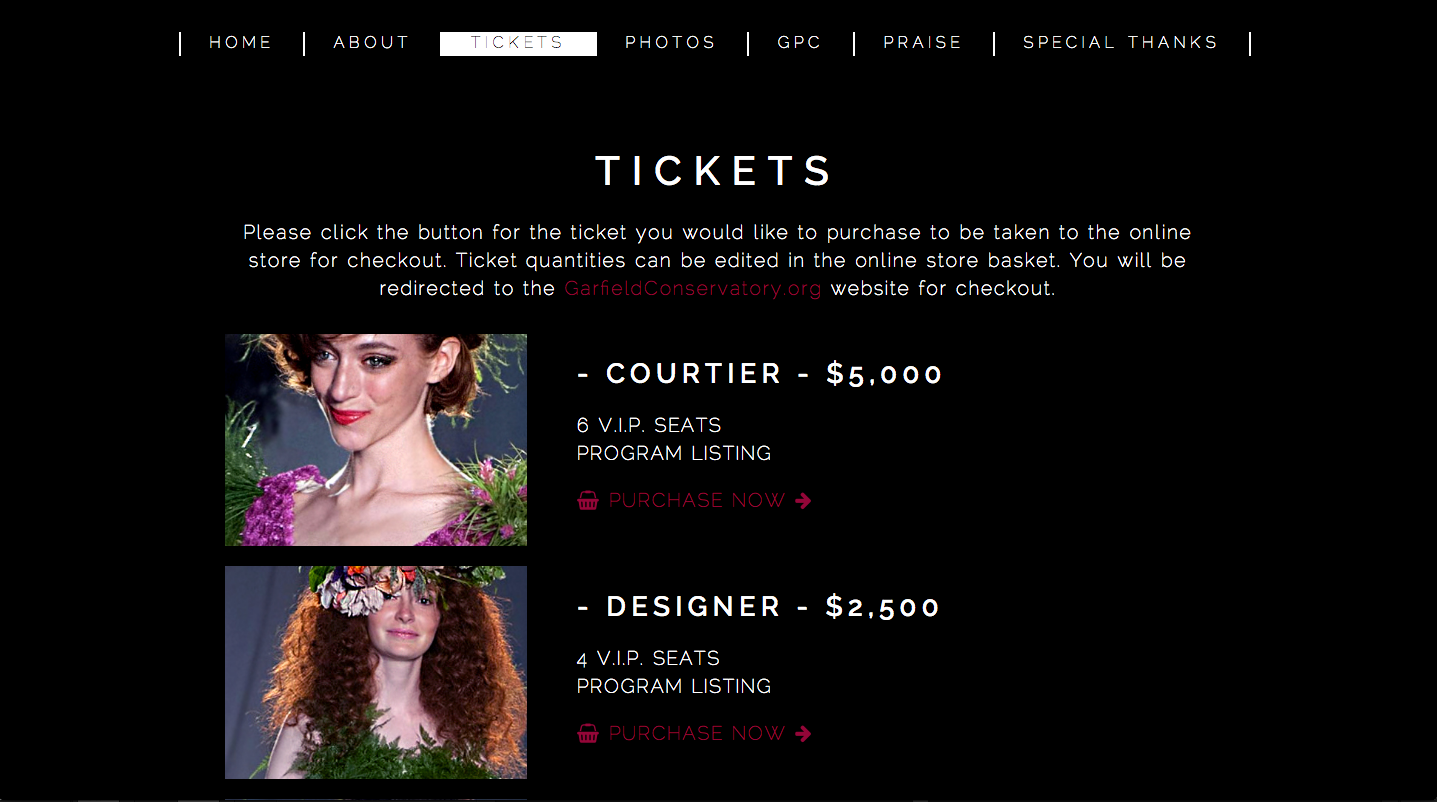 HOME ABOUT TICKETS PHOTOS GPC PRAISE SPECIAL THANKS
TICKETS
Please click the button for the ticket you would like to purchase to be taken to the online
store for checkout. Ticket quantities can be edited in the online store basket. You will be
redirected to the GarfieldConservatory.org website for checkout.
- COURTIER - $5,000
6 V.I.P. SEATS
PROGRAM LISTING
PURCHASE NOW
- DESIGNER - $2,500
4 V.I.P. SEATS
PROGRAM LISTING
PURCHASE NOW